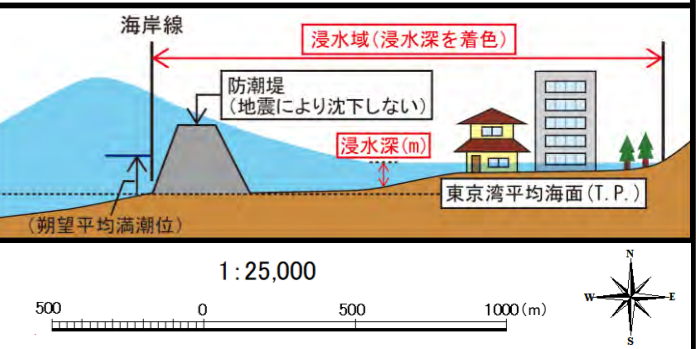 海岸線
浸水域(浸水深を着色)
防潮堤
(地震により沈下しない)
浸水深(m)
東京湾平均海面(T.P.)
(朔望平均満潮位)
1:25,000
500 0 500 1000(m)
N
W E
S